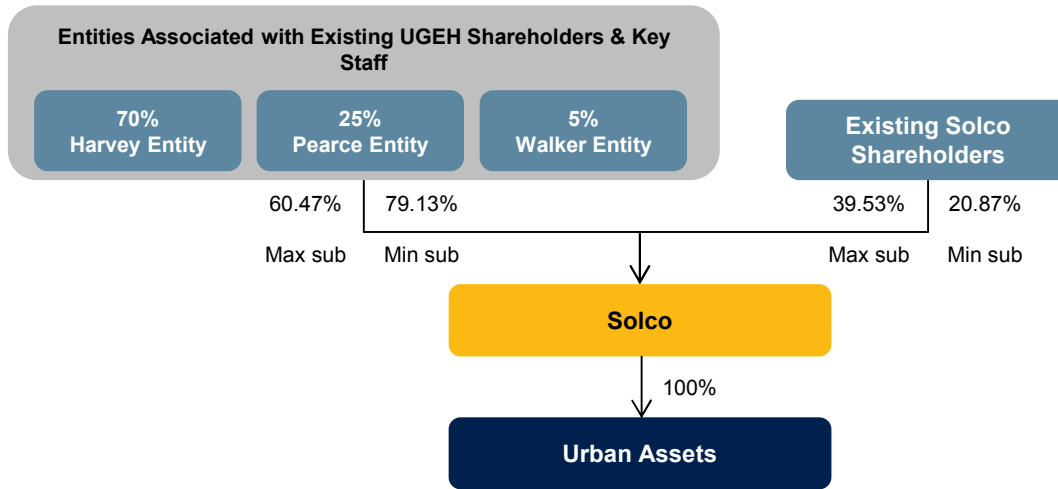 Entities Associated with Existing UGEH Shareholders & Key
Staff
70%
Harvey Entity
25%
Pearce Entity
5%
Walker Entity
Existing Solco
Shareholders
60.47%
79.13%
39.53%
20.87%
Max sub
Min sub
Max sub
Min sub
Solco
100%
Urban Assets